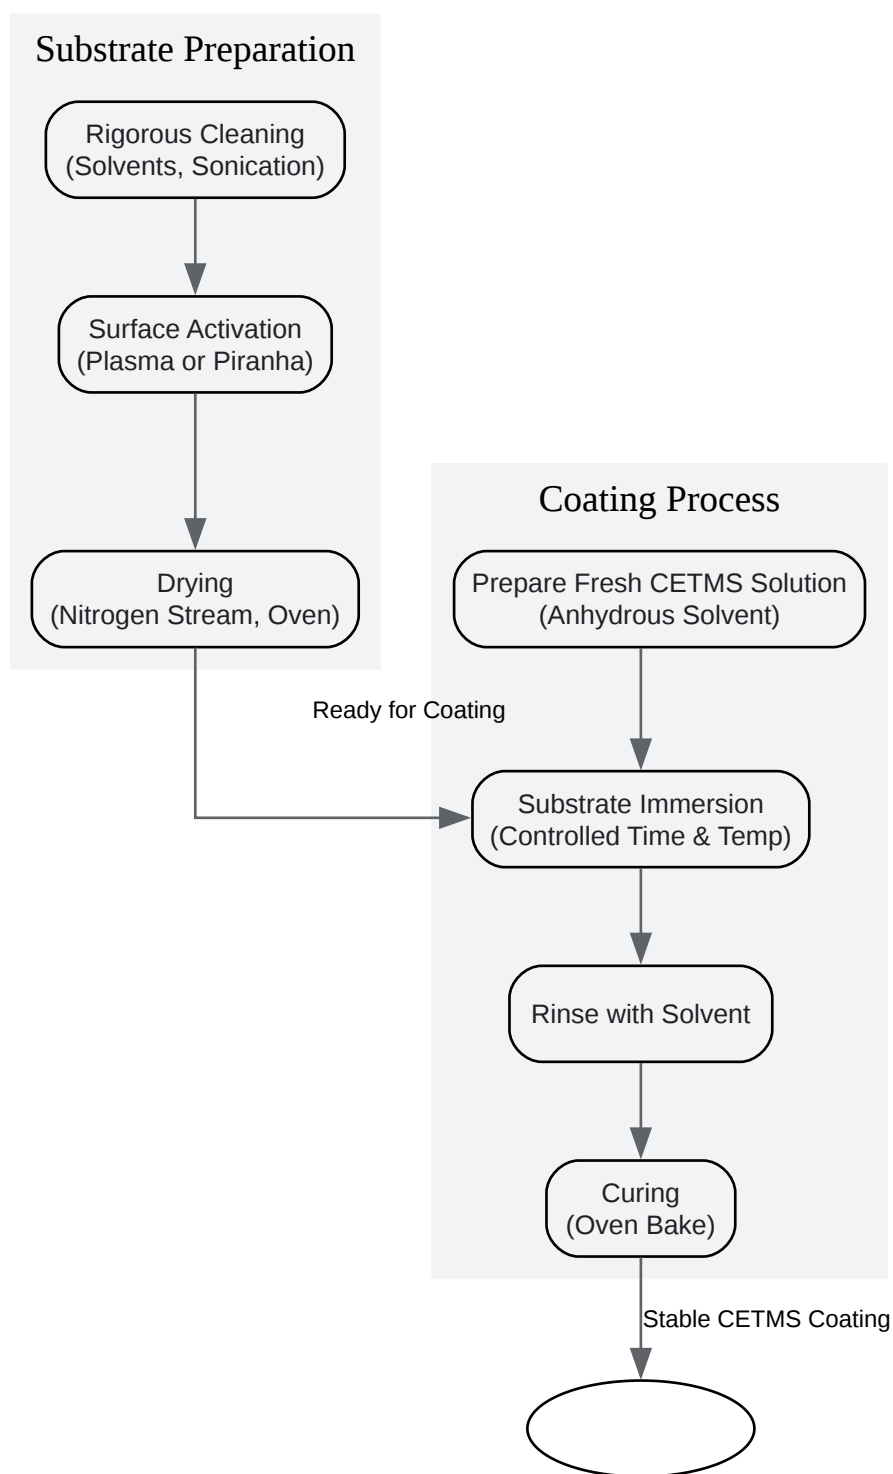 Substrate Preparation
Rigorous Cleaning
(Solvents, Sonication)
Surface Activation
(Plasma or Piranha)
Drying
(Nitrogen Stream, Oven)
Ready for Coating
Coating Process
Prepare Fresh CETMS Solution
(Anhydrous Solvent)
Substrate Immersion
(Controlled Time & Temp)
Rinse with Solvent
Curing
(Oven Bake)
Stable CETMS Coating